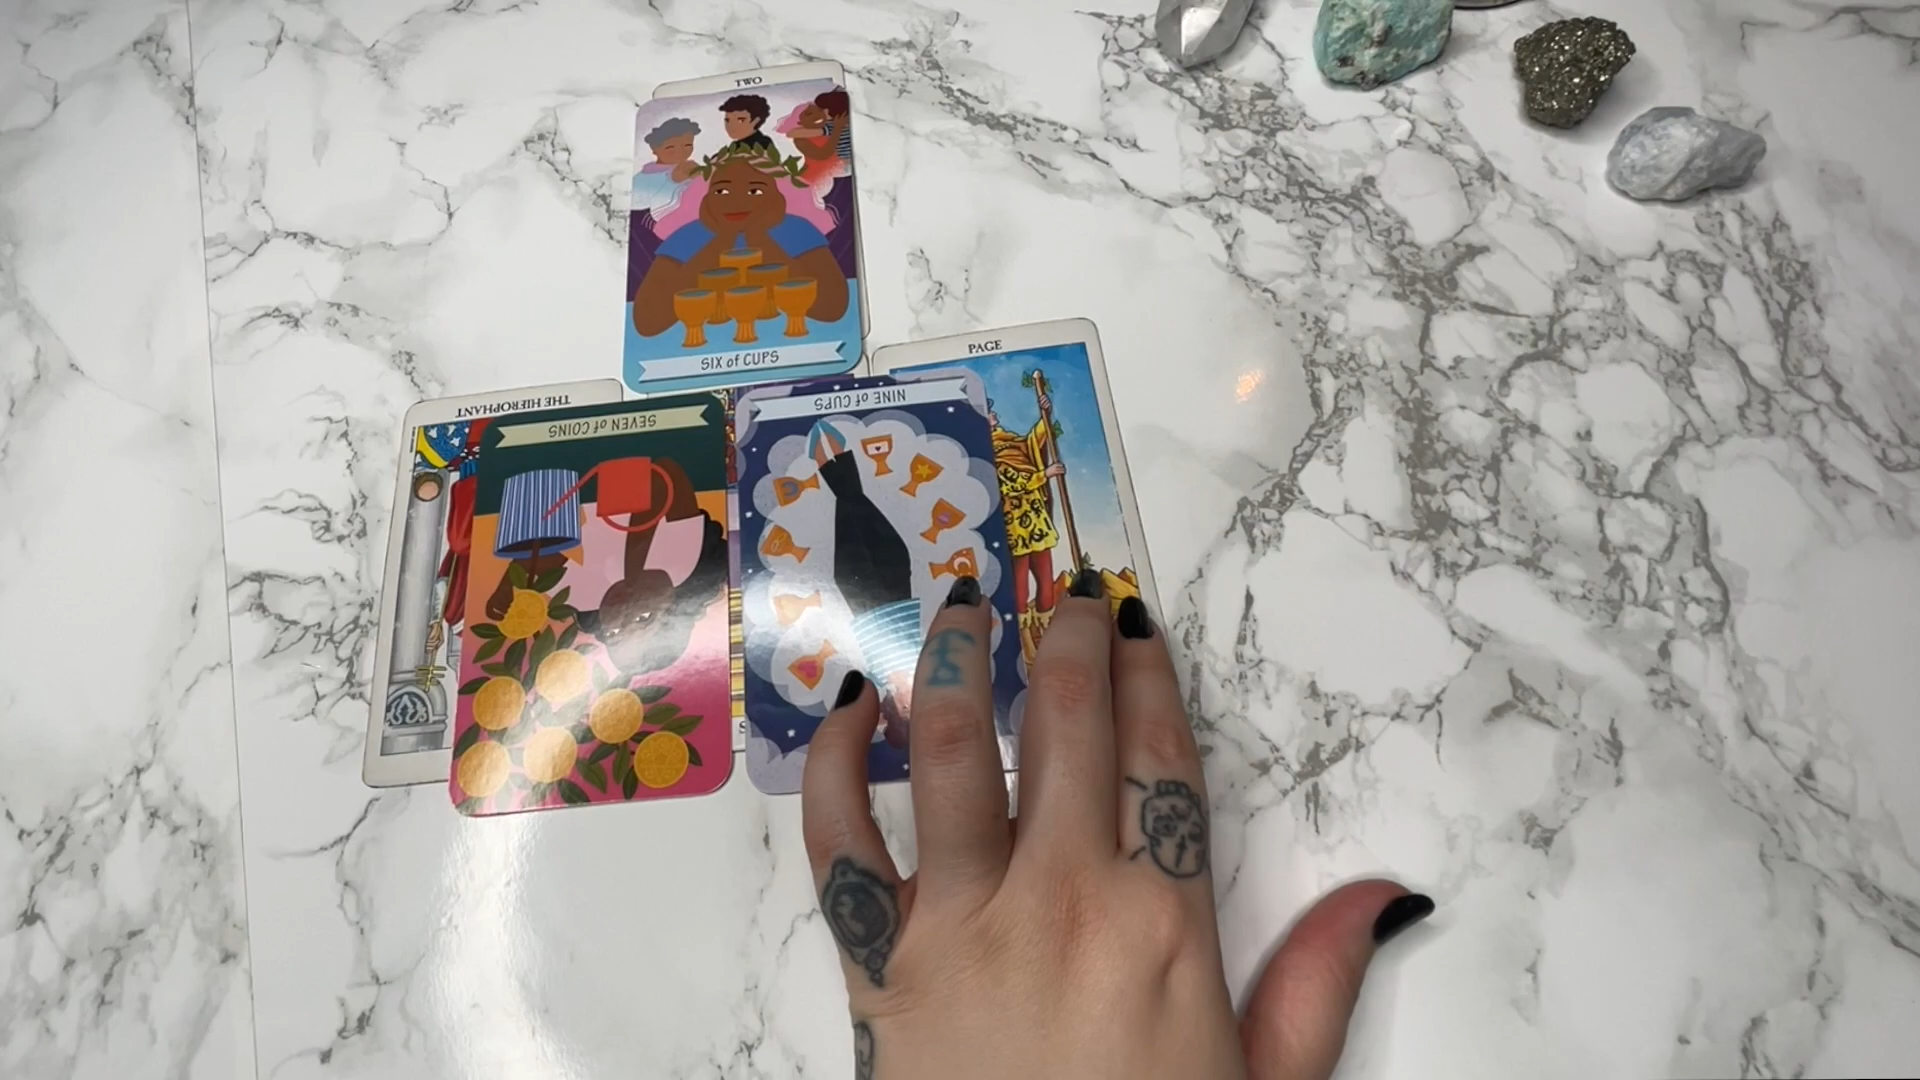 TWO
SIX of CUPS
PAGE
THE HIEROPHANT
SEVEN of COINS
NINE of CUPS